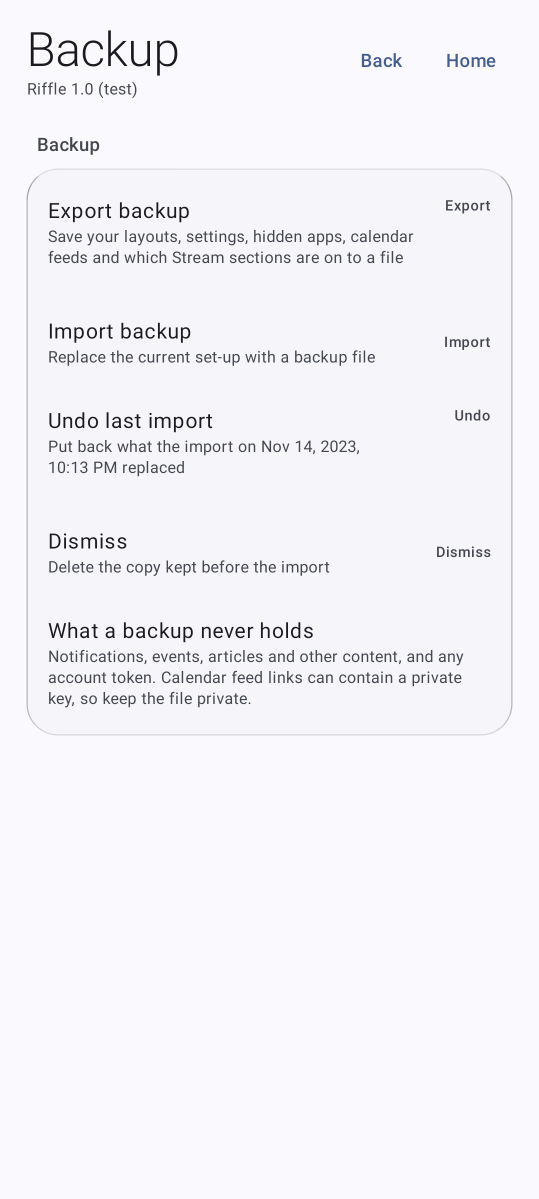 Backup
Back
Home
Riffle 1.0 (test)
Backup
Export backup
Export
Save your layouts, settings, hidden apps, calendar
feeds and which Stream sections are on to a file
Import backup
Import
Replace the current set-up with a backup file
Undo last import
Undo
Put back what the import on Nov 14, 2023,
10:13 PM replaced
Dismiss
Dismiss
Delete the copy kept before the import
What a backup never holds
Notifications, events, articles and other content, and any
account token. Calendar feed links can contain a private
key, so keep the file private.